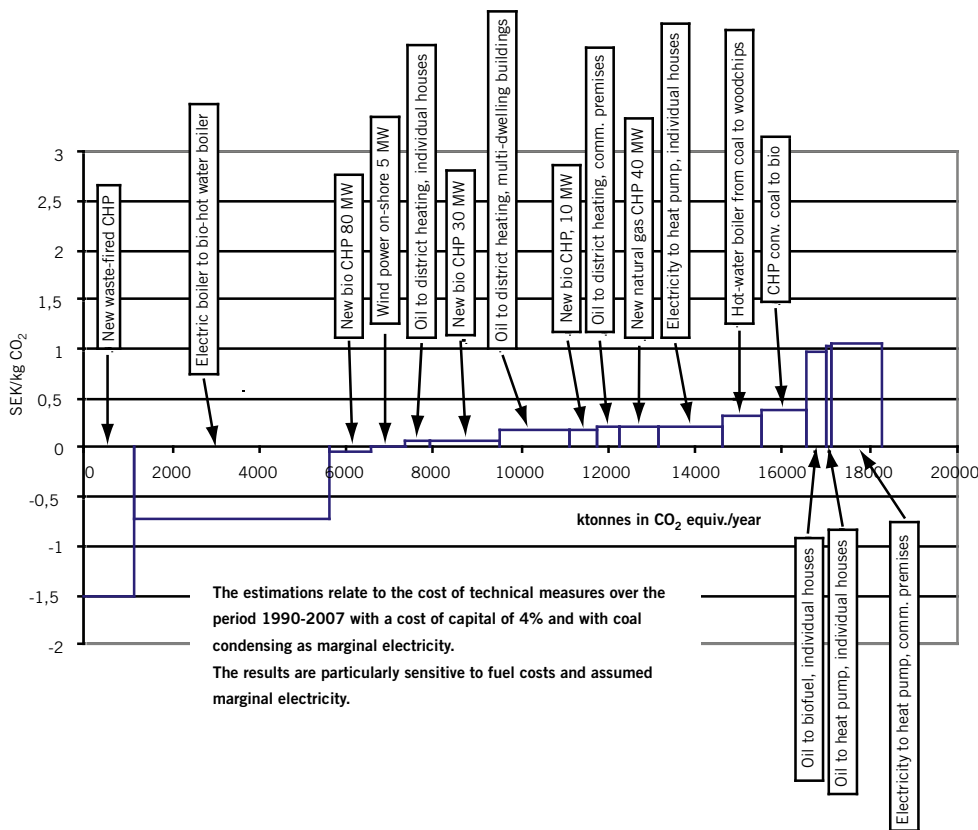 New waste-fired CHP
Electric boiler to bio-hot water boiler
New bio CHP 80 MW
Wind power on-shore 5 MW
Oil to district heating, individual houses
New bio CHP 30 MW
Oil to district heating, multi-dwelling buildings
New bio CHP, 10 MW
Oil to district heating, comm. premises
New natural gas CHP 40 MW
Electricity to heat pump, individual houses
Hot-water boiler from coal to woodchips
CHP conv. coal to bio
SEK/kg CO2
3
2,5
2
1,5
1
0,5
0
-0,5
-1
-1,5
-2
0 2000 4000 6000 8000 10000 12000 14000 16000 18000 20000
ktonnes in CO2 equiv./year
The estimations relate to the cost of technical measures over the
period 1990-2007 with a cost of capital of 4% and with coal
condensing as marginal electricity.
The results are particularly sensitive to fuel costs and assumed
marginal electricity.
Oil to biofuel, individual houses
Oil to heat pump, individual houses
Electricity to heat pump, comm. premises